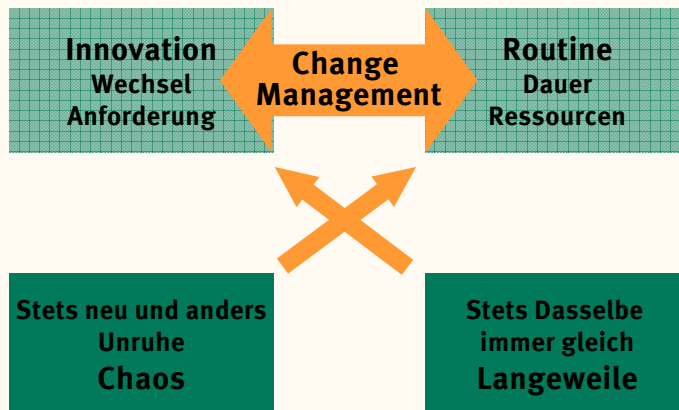 Innovation
Wechsel
Anforderung
Change
Management
Routine
Dauer
Ressourcen
Stets neu und anders
Unruhe
Chaos
Stets Dasselbe
immer gleich
Langeweile